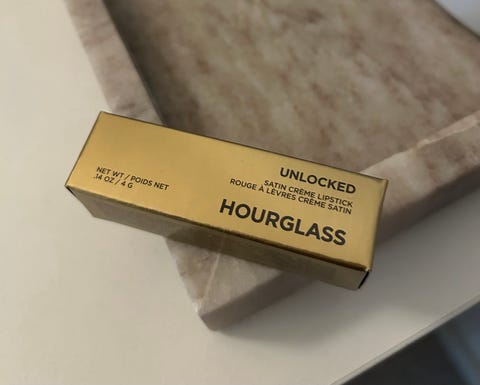 NET WT / POIDS NET
.14 OZ / 4 G
UNLOCKED
SATIN CRÈME LIPSTICK
ROUGE À LÈVRES CRÈME SATIN
HOURGLASS